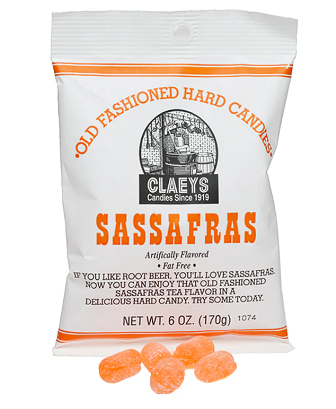 •OLD FASHIONED HARD CANDIES•
CLAEYS
Candies Since 1919
SASSAFRAS
Artificially Flavored
• Fat Free •
IF YOU LIKE ROOT BEER, YOU'LL LOVE SASSAFRAS.
NOW YOU CAN ENJOY THAT OLD FASHIONED
SASSAFRAS TEA FLAVOR IN A
DELICIOUS HARD CANDY. TRY SOME TODAY.
NET WT. 6 OZ. (170g) 1074